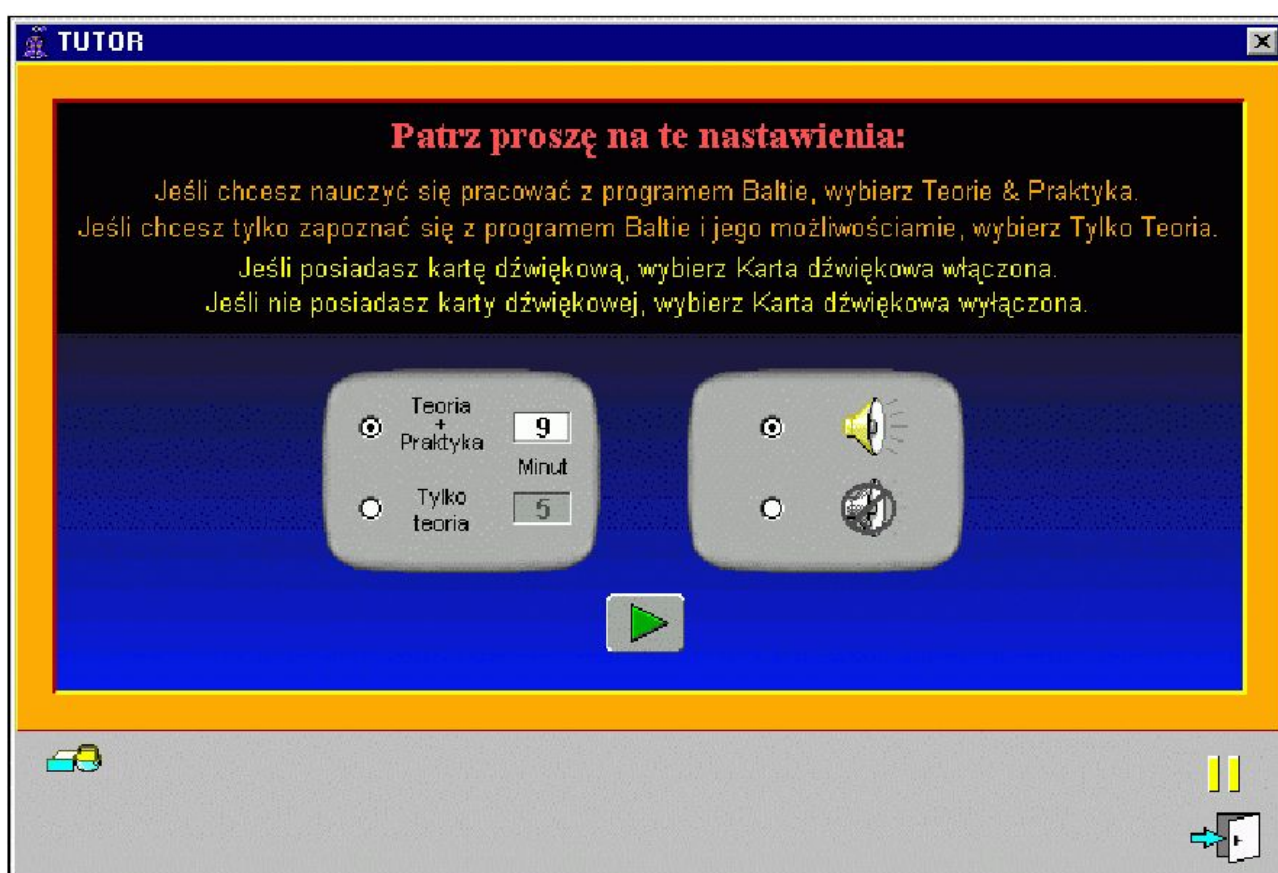 TUTOR
Patrz proszę na te nastawienia:
Jeśli chcesz nauczyć się pracować z programem Baltie, wybierz Teorie & Praktyka.
Jeśli chcesz tylko zapoznać się z programem Baltie i jego możliwościamie, wybierz Tylko Teoria.
Jeśli posiadasz kartę dźwiękową, wybierz Karta dźwiękowa włączona.
Jeśli nie posiadasz karty dźwiękowej, wybierz Karta dźwiękowa wyłączona.
Teoria
+
Praktyka
9
Minut
Tylko
teoria
5